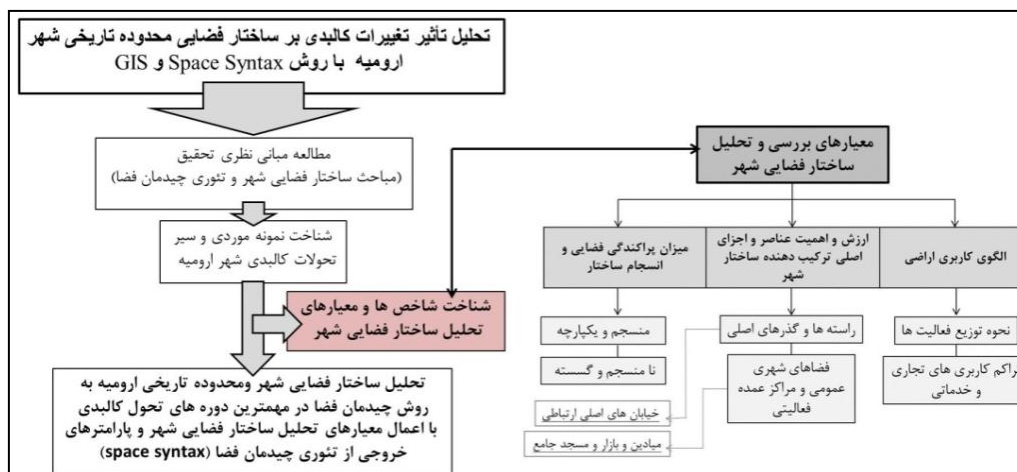 تحلیل تأثیر تغییرات کالبدی بر ساختار فضایی محدوده تاریخی شهر
ارومیه با روش Space Syntax و GIS
مطالعه مبانی نظری تحقیق
(مباحث ساختار فضایی شهر و تئوری چیدمان فضا)
شناخت نمونه موردی و سیر
تحولات کالبدی شهر ارومیه
شناخت شاخص ها و معیارهای
تحلیل ساختار فضایی شهر
تحلیل ساختار فضایی شهر ومحدوده تاریخی ارومیه به
روش چیدمان فضا در مهمترین دوره های تحول کالبدی
با اعمال معیارهای تحلیل ساختار فضایی شهر و پارامترهای
خروجی از تئوری چیدمان فضا (space syntax)
معیارهای بررسی و تحلیل
ساختار فضایی شهر
الگوی کاربری اراضی
نحوه توزیع فعالیت ها
تراکم کاربری های تجاری
و خدماتی
ارزش و اهمیت عناصر و اجزای
اصلی ترکیب دهنده ساختار
شهر
راسته ها و گذرهای اصلی
فضاهای شهری
عمومی و مراکز عمده
فعالیتی
خیابان های اصلی ارتباطی
میادین و بازار و مسجد جامع
میزان پراکندگی فضایی و
انسجام ساختار
منسجم و یکپارچه
نا منسجم و گسسته